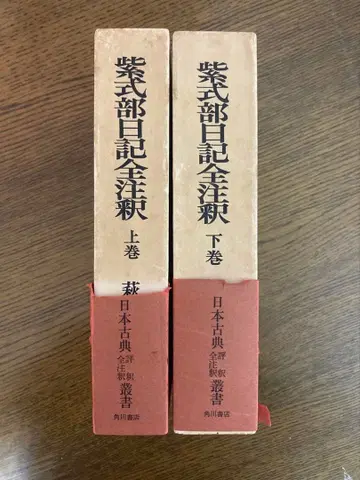 紫式部日記全注釈
上巻
萩
日本古典
評釈
全注釈
叢書
角川書店
紫式部日記全注釈
下巻
日本古典
評釈
全注釈
叢書
角川書店